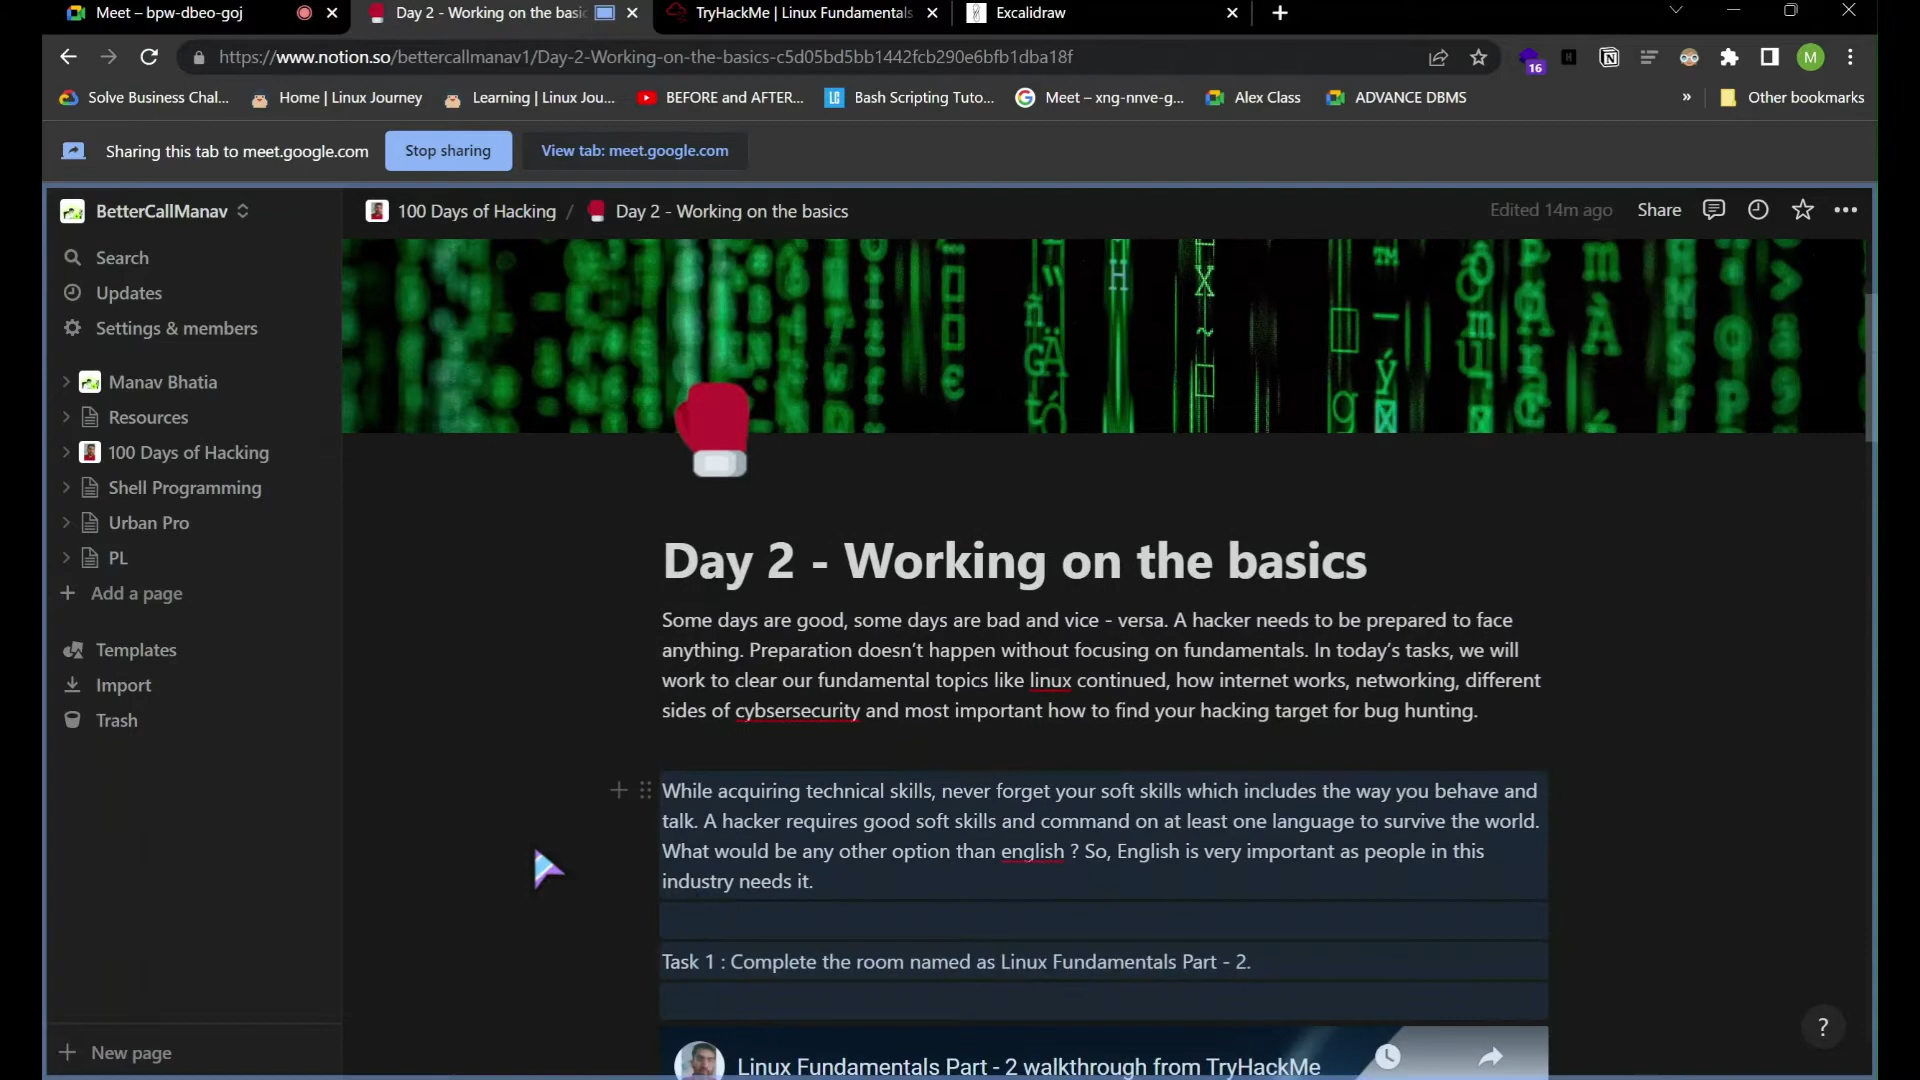 Meet – bpw-dbeo-goj
Day 2 - Working on the basi
TryHackMe | Linux Fundamentals
Excalidraw
https://www.notion.so/bettercallmanav1/Day-2-Working-on-the-basics-c5d05bd5bb1442fcb290e6bfb1dba18f
16
M
Solve Business Chal...
Home | Linux Journey
Learning | Linux Jou...
BEFORE and AFTER...
LC
Bash Scripting Tuto...
Meet – xng-nnve-g...
Alex Class
ADVANCE DBMS
»
Other bookmarks
Sharing this tab to meet.google.com
Stop sharing
View tab: meet.google.com
BetterCallManav
100 Days of Hacking / Day 2 - Working on the basics
Edited 14m ago
Share
Search
Updates
Settings & members
Manav Bhatia
Resources
100 Days of Hacking
Shell Programming
Urban Pro
PL
Add a page
Templates
Import
Trash
New page
Day 2 - Working on the basics
Some days are good, some days are bad and vice - versa. A hacker needs to be prepared to face
anything. Preparation doesn’t happen without focusing on fundamentals. In today’s tasks, we will
work to clear our fundamental topics like linux continued, how internet works, networking, different
sides of cybsersecurity and most important how to find your hacking target for bug hunting.
While acquiring technical skills, never forget your soft skills which includes the way you behave and
talk. A hacker requires good soft skills and command on at least one language to survive the world.
What would be any other option than english ? So, English is very important as people in this
industry needs it.
Task 1 : Complete the room named as Linux Fundamentals Part - 2.
Linux Fundamentals Part - 2 walkthrough from TryHackMe
?